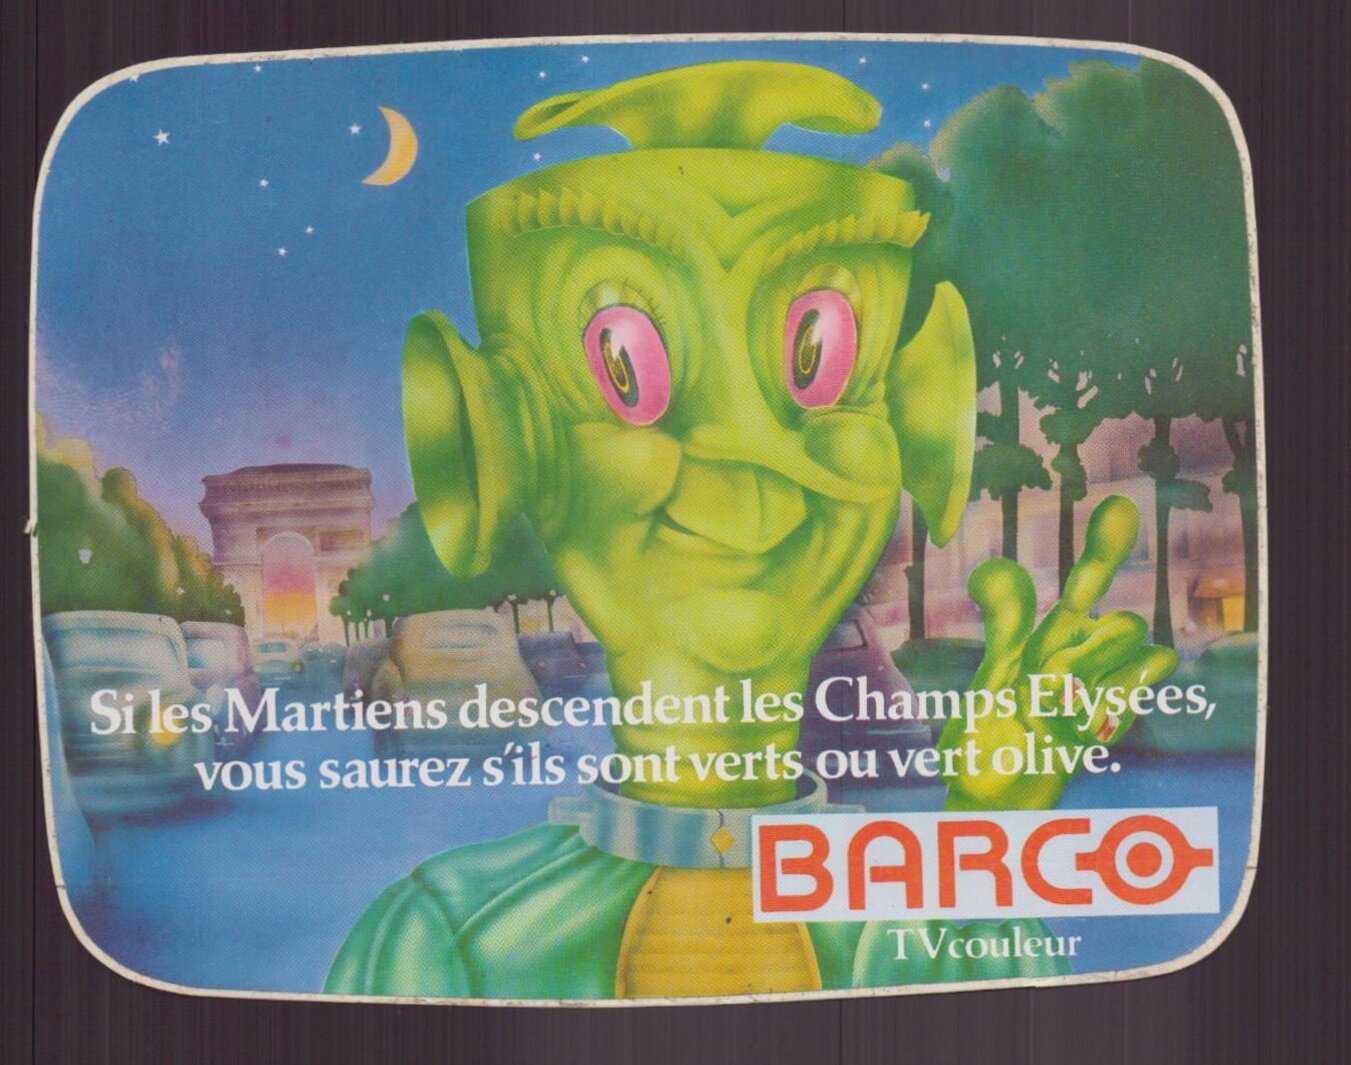 Si les Martiens descendent les Champs Elysées,
vous saurez s'ils sont verts ou vert olive.
BARCO
TVcouleur